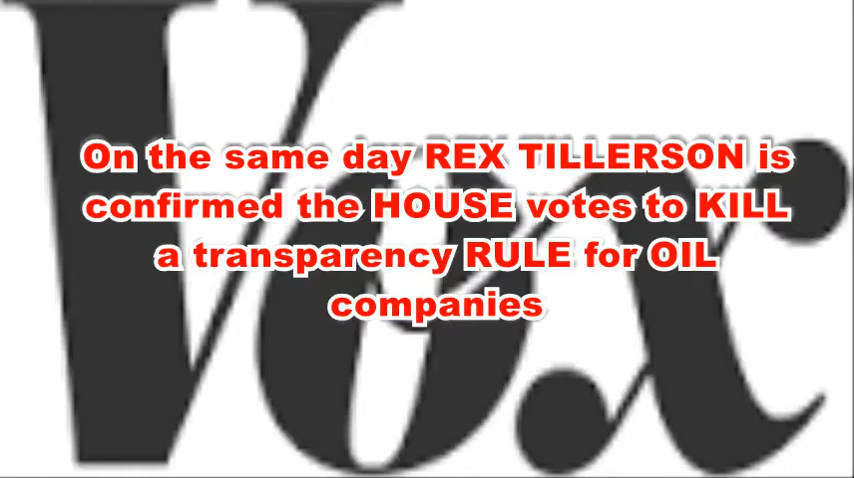 Vox
On the same day REX TILLERSON is
confirmed the HOUSE votes to KILL
a transparency RULE for OIL
companies